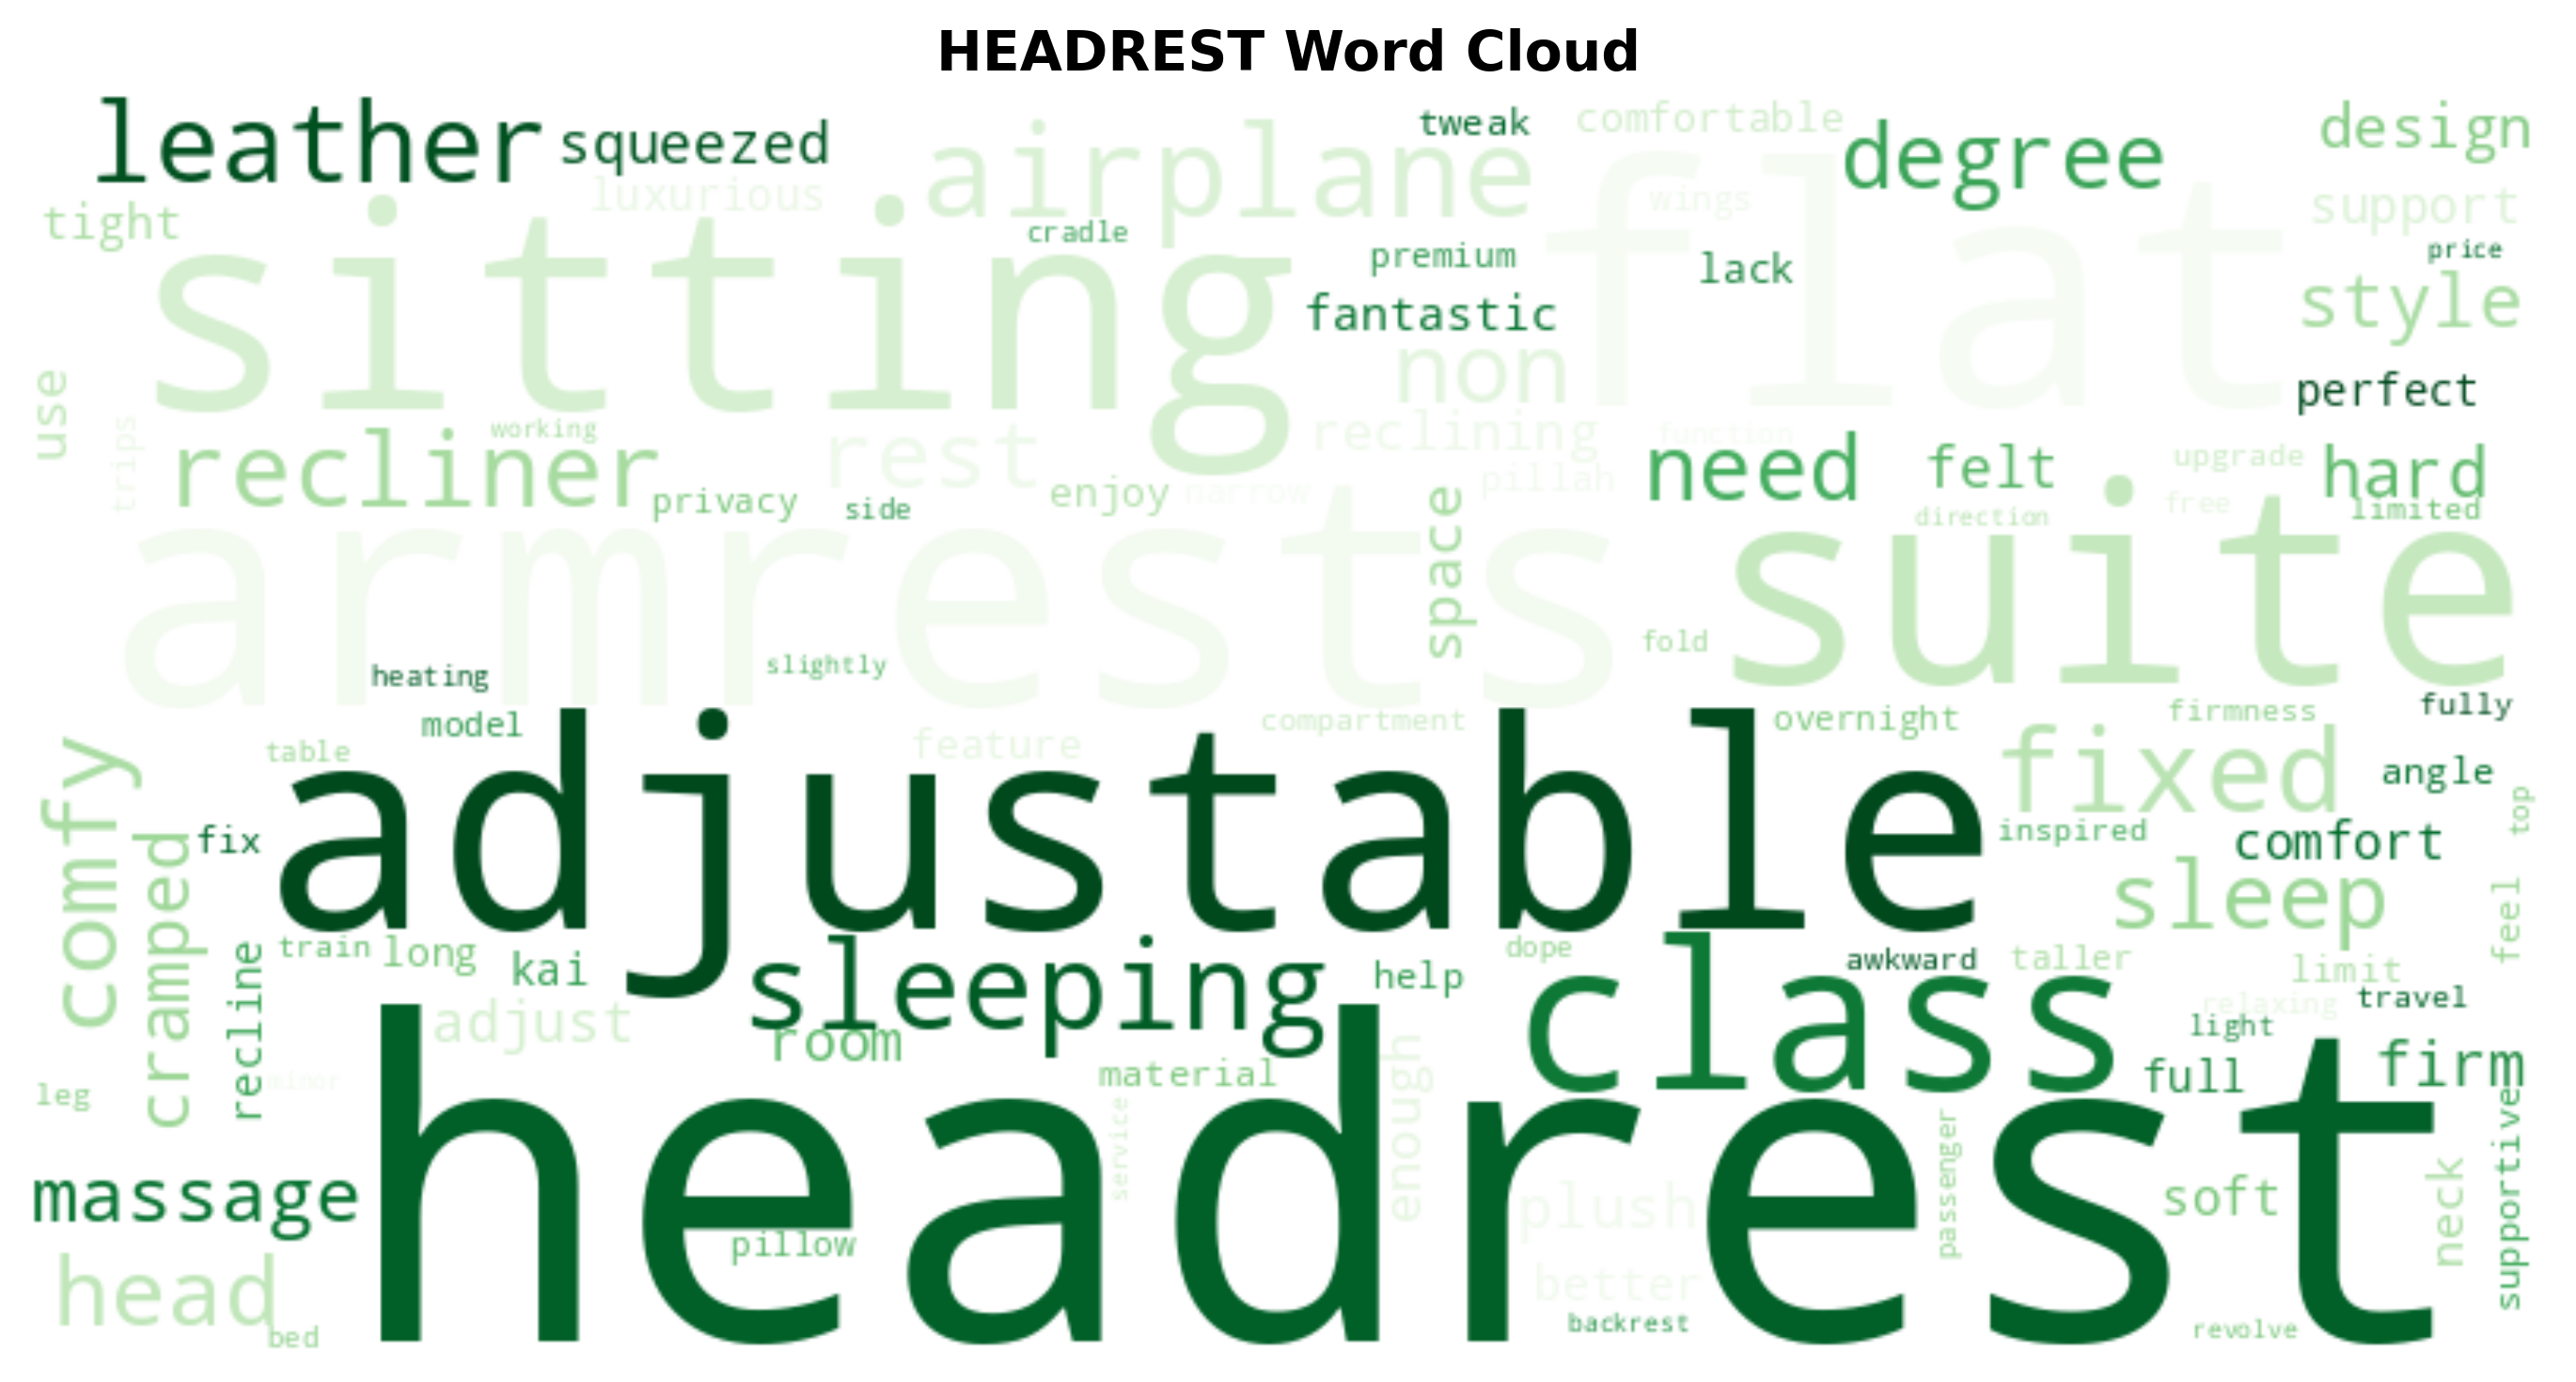 HEADREST Word Cloud
leather
squeezed
airplane
tweak
comfortable
degree
design
luxurious
wings
support
tight
cradle
premium
lack
price
sitting
flat
fantastic
style
non
perfect
use
trips
recliner
working
rest
reclining
function
need
felt
upgrade
hard
privacy
side
enjoy
narrow
pillah
space
direction
free
limited
armrests
suite
heating
slightly
fold
model
table
feature
compartment
overnight
firmness
fully
adjustable
fixed
angle
comfy
cramped
fix
inspired
comfort
top
sleep
feel
recline
train
long
kai
sleeping
help
dope
class
awkward
taller
limit
adjust
room
relaxing
travel
light
leg
minor
material
enough
full
firm
headrest
service
passenger
supportive
massage
plush
soft
neck
pillow
head
better
bed
backrest
revolve